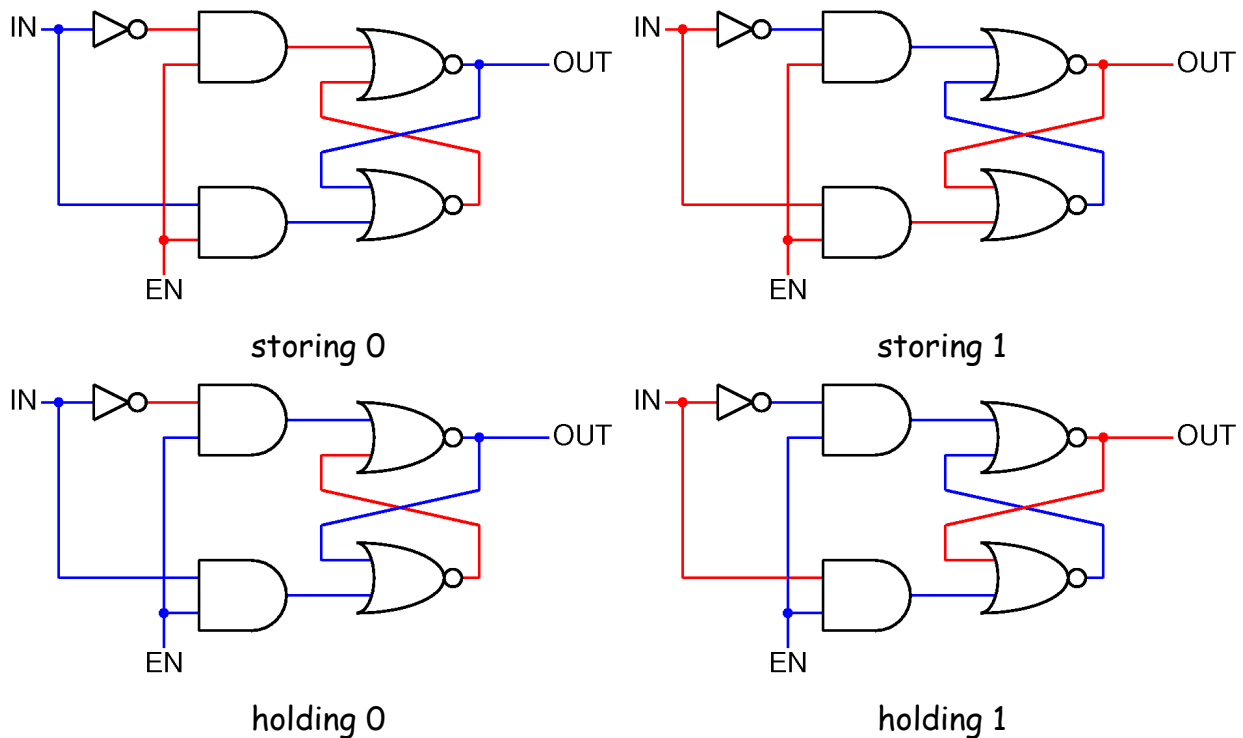 IN OUT IN OUT
EN EN
storing 0 storing 1
IN OUT IN OUT
EN EN
holding 0 holding 1